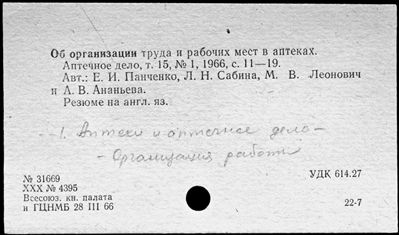 Об организации труда и рабочих мест в аптеках.
Аптечное дело, т. 15, № 1, 1966, с. 11—19.
Авт.: Е. И. Панченко, Л. Н. Сабина, М. В. Леонович
и Л. В. Ананьева.
Резюме на англ. яз.
1. Аптеки и аптечное дело-
- Организация работы
№ 31669
УДК 614.27
XXX № 4395
Всесоюз. кн. палата
и ГЦНМБ 28 III 66
22-7